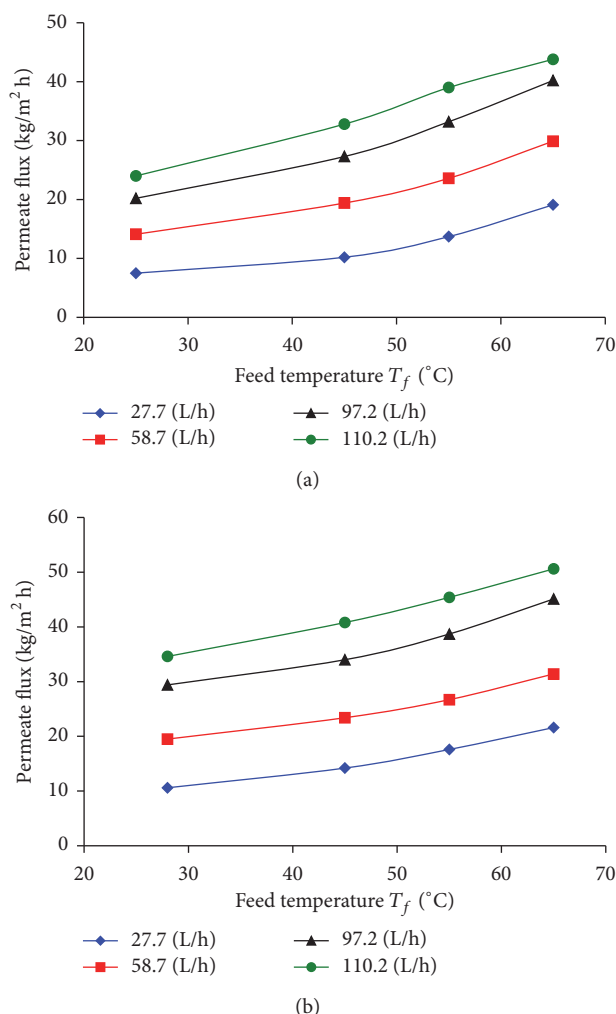 50
40
30
20
10
0
Permeate flux (kg/m² h)
20 30 40 50 60 70
Feed temperature T_f (°C)
27.7 (L/h) 97.2 (L/h)
58.7 (L/h) 110.2 (L/h)
(a)
60
50
40
30
20
10
0
Permeate flux (kg/m² h)
20 30 40 50 60 70
Feed temperature T_f (°C)
27.7 (L/h) 97.2 (L/h)
58.7 (L/h) 110.2 (L/h)
(b)